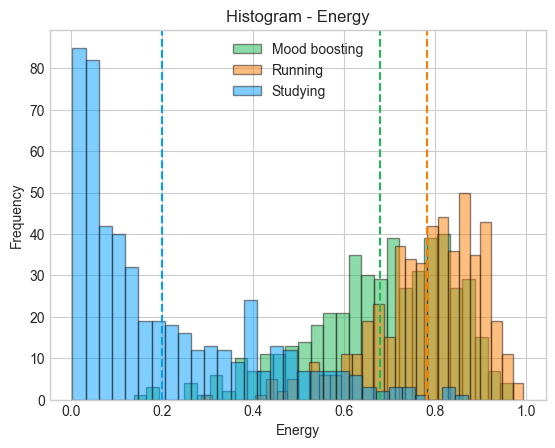 Histogram - Energy
Mood boosting
Running
Studying
Frequency
80
70
60
50
40
30
20
10
0
0.0 0.2 0.4 0.6 0.8 1.0
Energy